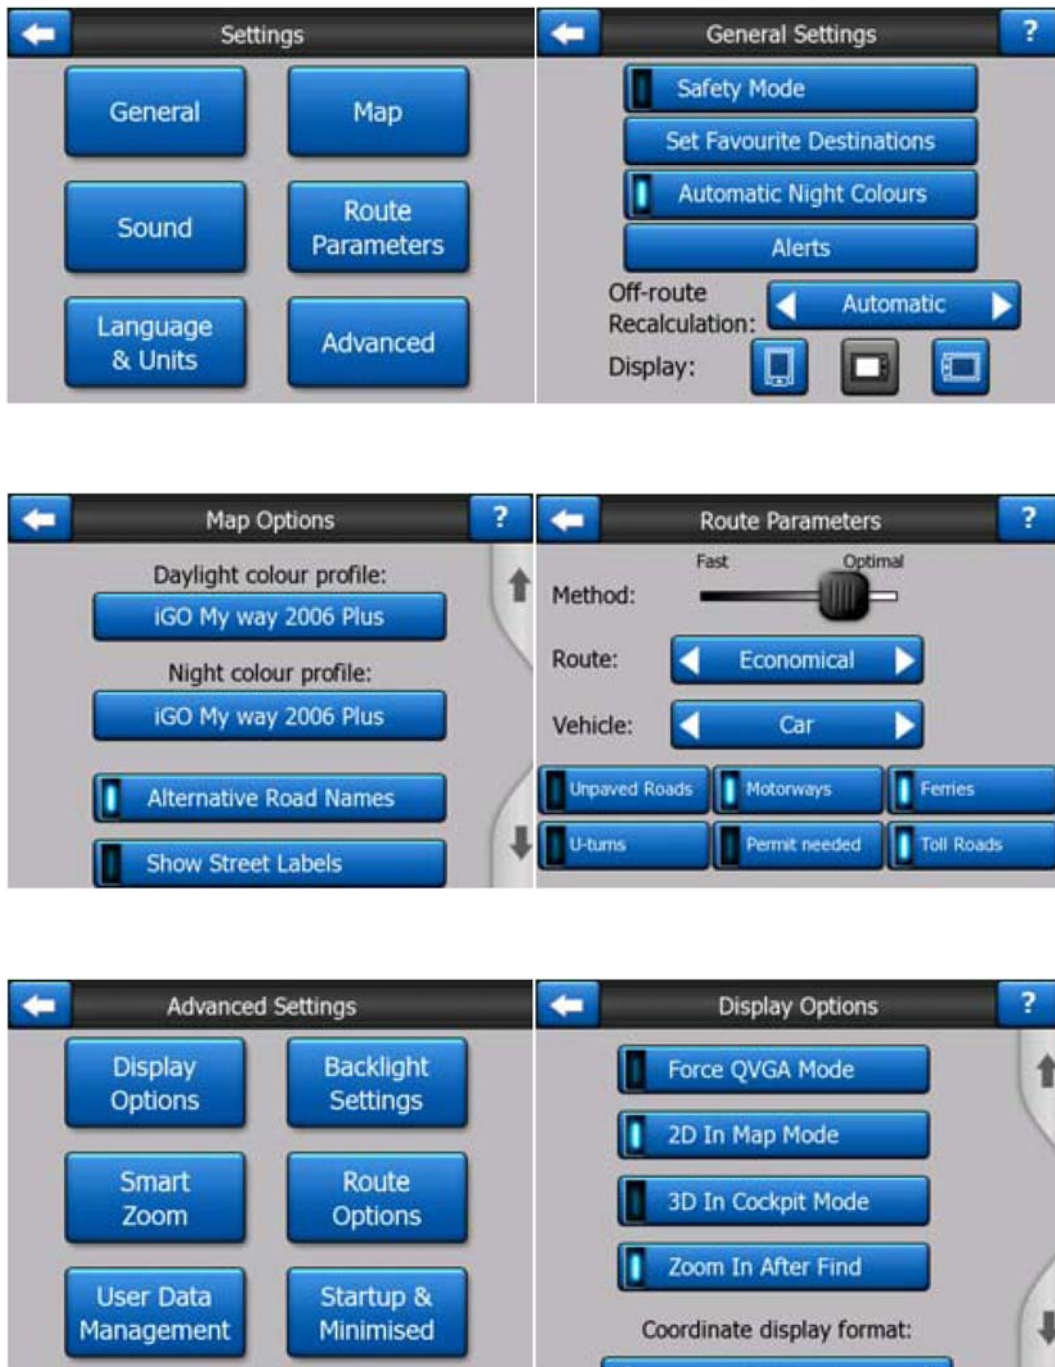 Settings
General
Map
Sound
Route
Parameters
Language
& Units
Advanced
General Settings
?
Safety Mode
Set Favourite Destinations
Automatic Night Colours
Alerts
Off-route
Recalculation:
Automatic
Display:
Map Options
?
Daylight colour profile:
iGO My way 2006 Plus
Night colour profile:
iGO My way 2006 Plus
Alternative Road Names
Show Street Labels
Route Parameters
?
Fast
Optimal
Method:
Route:
Economical
Vehicle:
Car
Unpaved Roads
Motorways
Ferries
U-turns
Permit needed
Toll Roads
Advanced Settings
Display
Options
Backlight
Settings
Smart
Zoom
Route
Options
User Data
Management
Startup &
Minimised
Display Options
?
Force QVGA Mode
2D In Map Mode
3D In Cockpit Mode
Zoom In After Find
Coordinate display format: